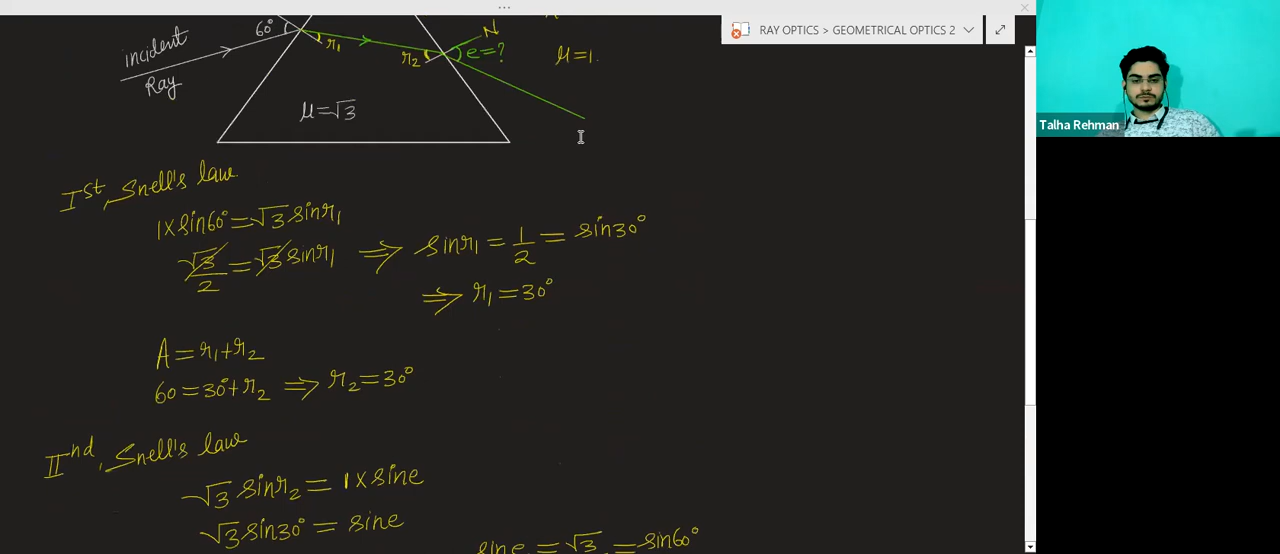 RAY OPTICS > GEOMETRICAL OPTICS 2
Talha Rehman
60°
incident
Ray
r₁
r₂
N
e=?
μ=1.
μ=√3
Iˢᵗ, Snell's law
1×sin60°=√3 sinr₁
√3/2=√3 sinr₁ ⇒ sinr₁=1/2=sin30°
⇒ r₁=30°
A=r₁+r₂
60=30°+r₂ ⇒ r₂=30°
IIⁿᵈ, Snell's law
√3 sinr₂=1×sine
√3 sin30°=sine
sine=√3=sin60°